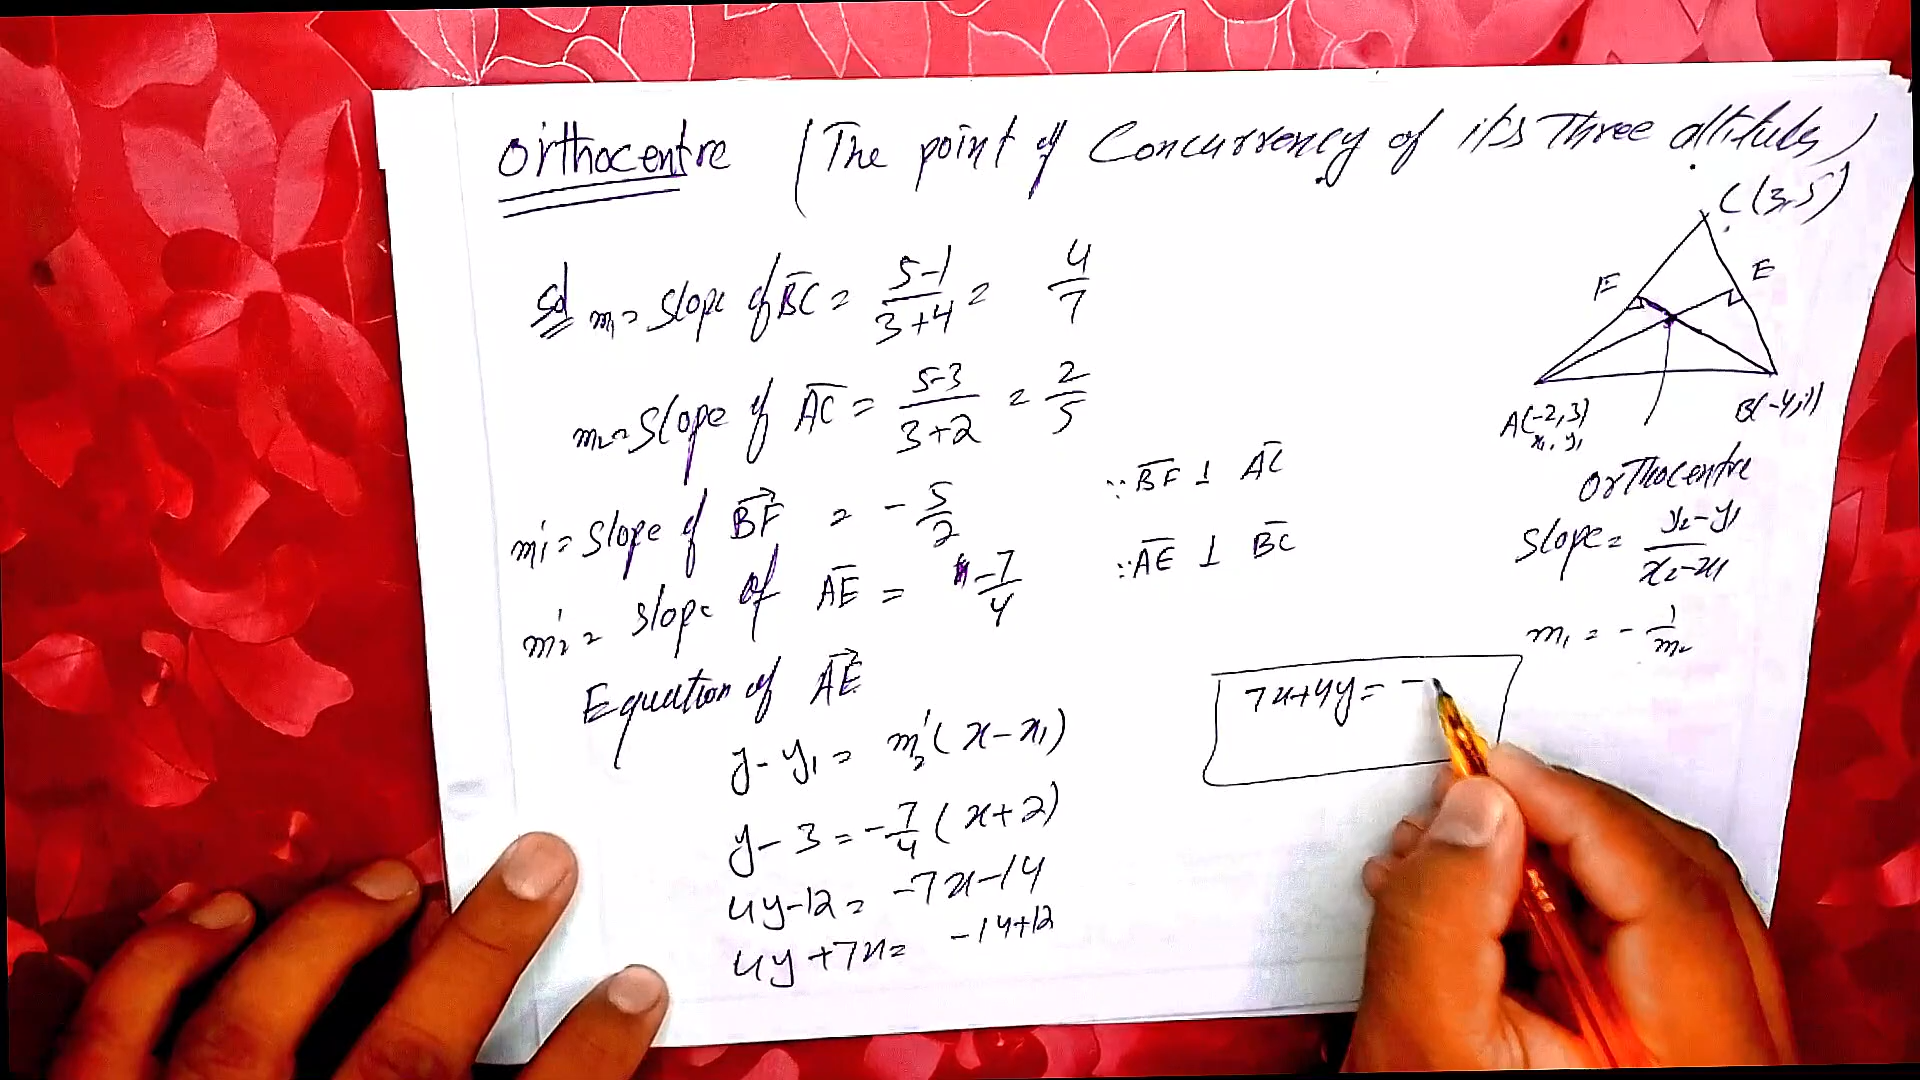 Orthocentre (The point of Concurrency of its Three altitudes)
C(3,5)
F
E
A(-2,3)
x₁, y₁
B(-4,1)
Orthocentre
Slope = y₂-y₁/x₂-x₁
m₁ = -1/m₂
Sol m₁ = Slope of BC = 5-1/3+4 = 4/7
m₂ = Slope of AC = 5-3/3+2 = 2/5
m₁' = Slope of BF = -5/2 ∵ BF ⊥ AC
m₂' = Slope of AE = -7/4 ∵ AE ⊥ BC
Equation of AE
y-y₁ = m₂'(x-x₁)
y-3 = -7/4(x+2)
4y-12 = -7x-14
4y+7x = -14+12
7x+4y = -